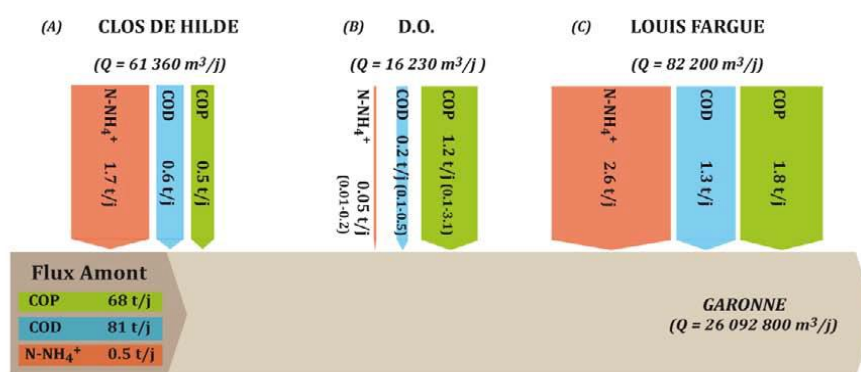 (A) CLOS DE HILDE
(Q = 61 360 m³/j)
N-NH₄⁺ 1.7 t/j
COD 0.6 t/j
COP 0.5 t/j
(B) D.O.
(Q = 16 230 m³/j )
N-NH₄⁺ 0.05 t/j
(0.01-0.2)
COD 0.2 t/j (0.1-0.5)
COP 1.2 t/j (0.1-3.1)
(C) LOUIS FARGUE
(Q = 82 200 m³/j)
N-NH₄⁺ 2.6 t/j
COD 1.3 t/j
COP 1.8 t/j
Flux Amont
COP 68 t/j
COD 81 t/j
N-NH₄⁺ 0.5 t/j
GARONNE
(Q = 26 092 800 m³/j)